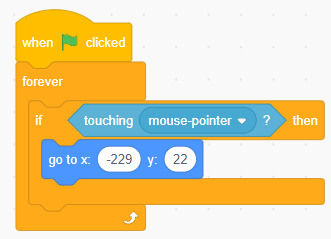 when clicked
forever
if touching mouse-pointer ? then
go to x: -229 y: 22